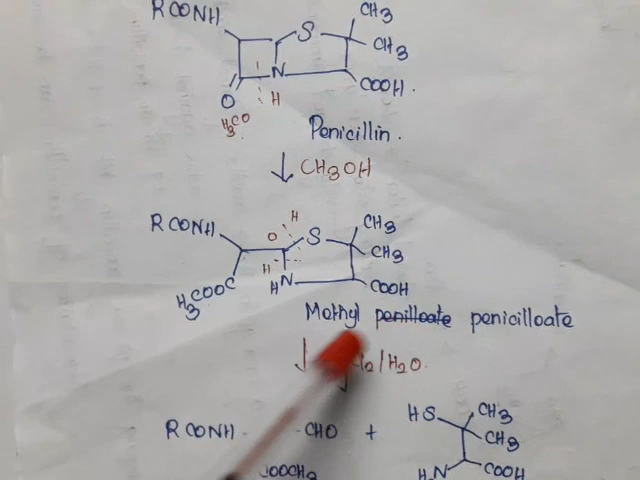 RCONH
S
CH3
CH3
N
COOH.
O
H
H3CO
Penicillin.
CH3OH
H
RCONH
O
S
CH3
CH3
H
HN
COOH
H3COOC
Methyl penilloate penicilloate
/H2O.
RCONH
CHO
+
HS
CH3
CH3
H2N
COOH
OOCH3